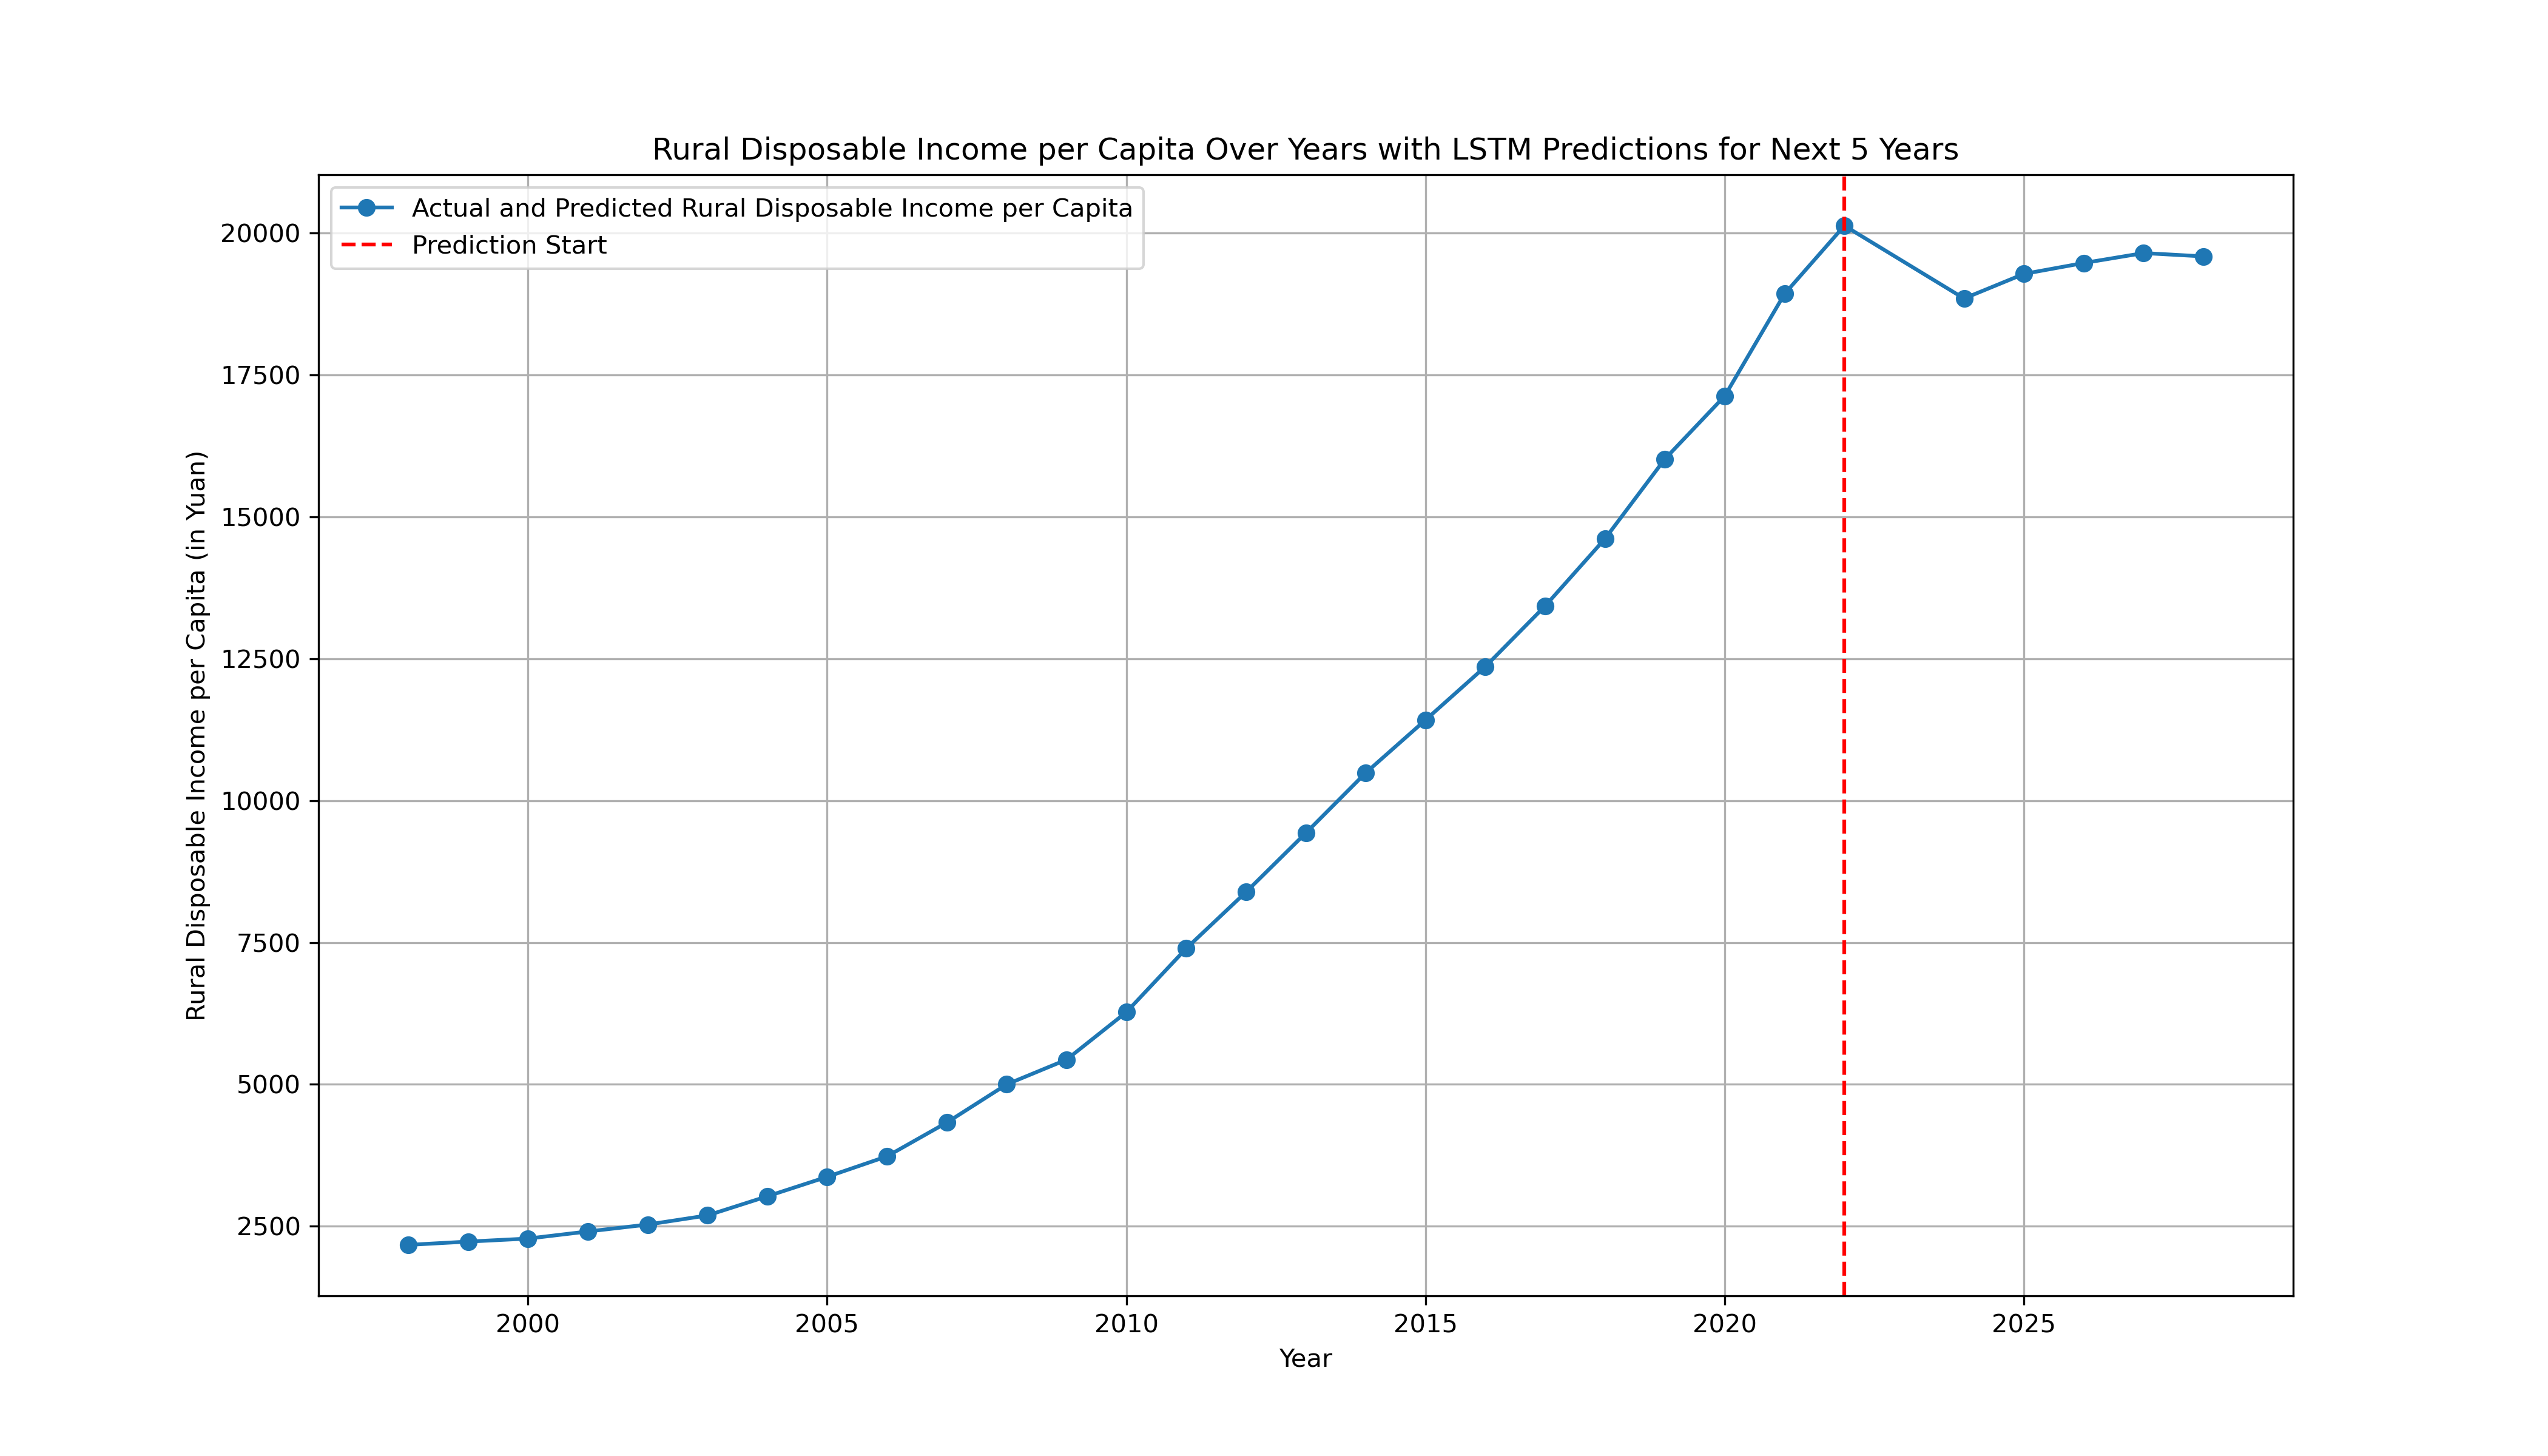 Rural Disposable Income per Capita Over Years with LSTM Predictions for Next 5 Years
Actual and Predicted Rural Disposable Income per Capita
Prediction Start
Rural Disposable Income per Capita (in Yuan)
20000
17500
15000
12500
10000
7500
5000
2500
2000 2005 2010 2015 2020 2025
Year